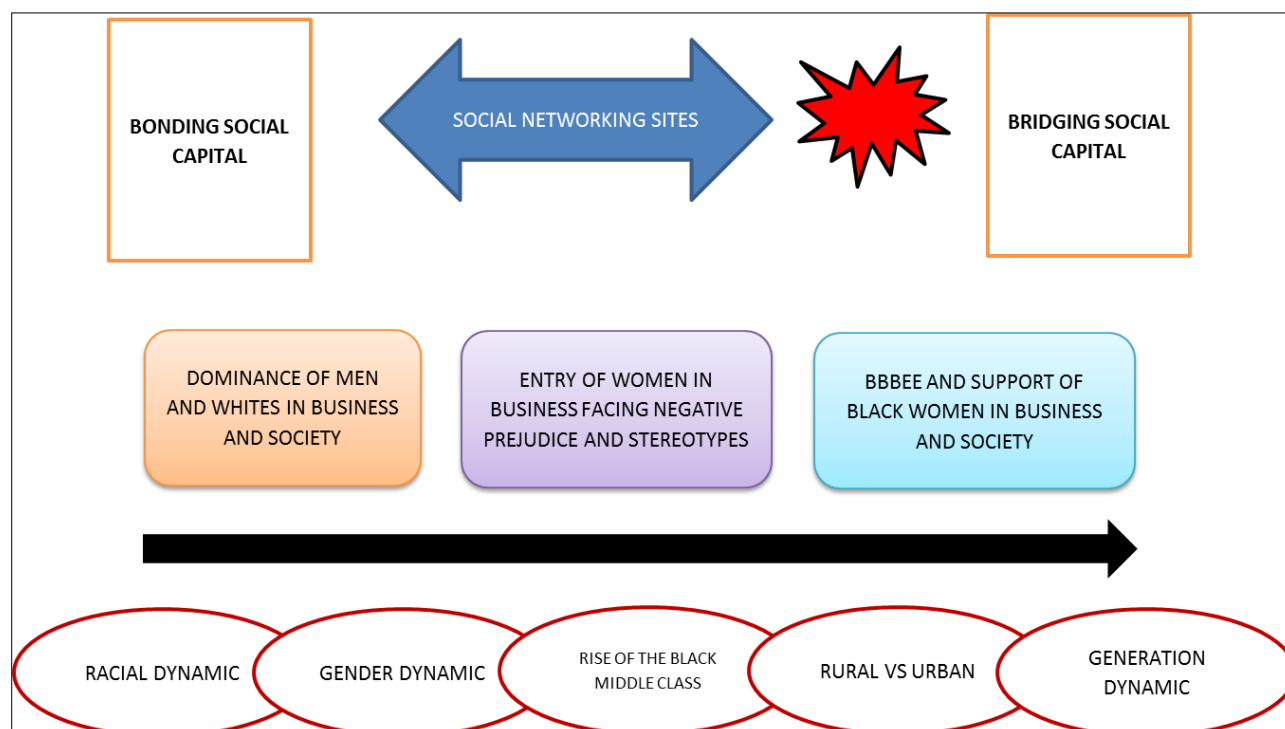 BONDING SOCIAL
CAPITAL
SOCIAL NETWORKING SITES
BRIDGING SOCIAL
CAPITAL
DOMINANCE OF MEN
AND WHITES IN BUSINESS
AND SOCIETY
ENTRY OF WOMEN IN
BUSINESS FACING NEGATIVE
PREJUDICE AND STEREOTYPES
BBBEE AND SUPPORT OF
BLACK WOMEN IN BUSINESS
AND SOCIETY
RACIAL DYNAMIC
GENDER DYNAMIC
RISE OF THE BLACK
MIDDLE CLASS
RURAL VS URBAN
GENERATION
DYNAMIC